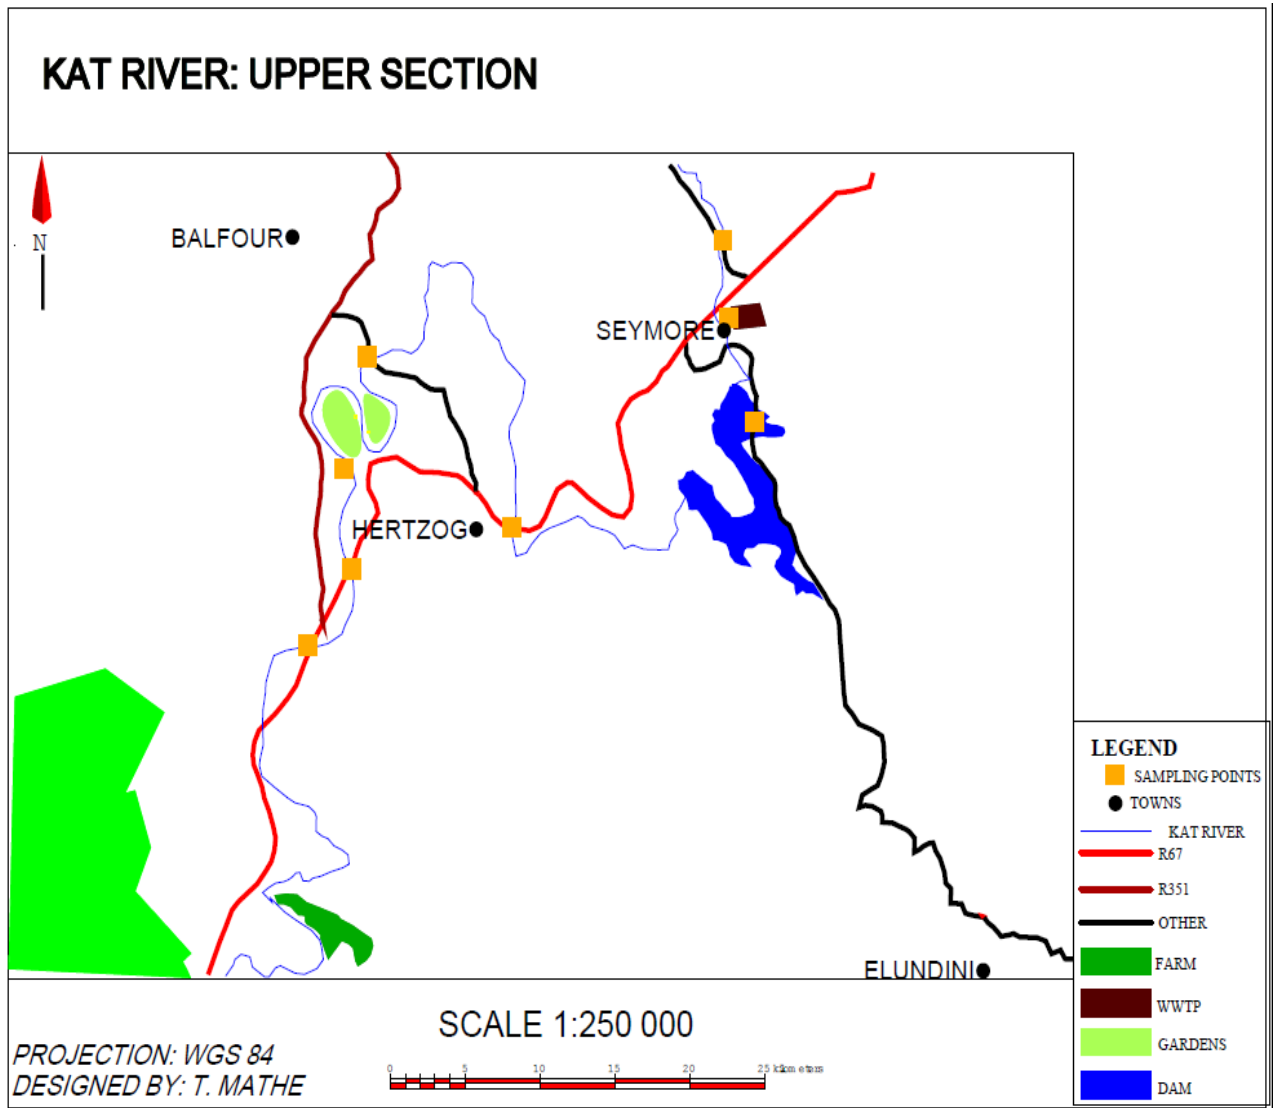 KAT RIVER: UPPER SECTION
N
BALFOUR
SEYMORE
HERTZOG
ELUNDINI
LEGEND
SAMPLING POINTS
TOWNS
KAT RIVER
R67
R351
OTHER
FARM
WWTP
GARDENS
DAM
SCALE 1:250 000
PROJECTION: WGS 84
DESIGNED BY: T. MATHE
0 5 10 15 20 25 kilometers